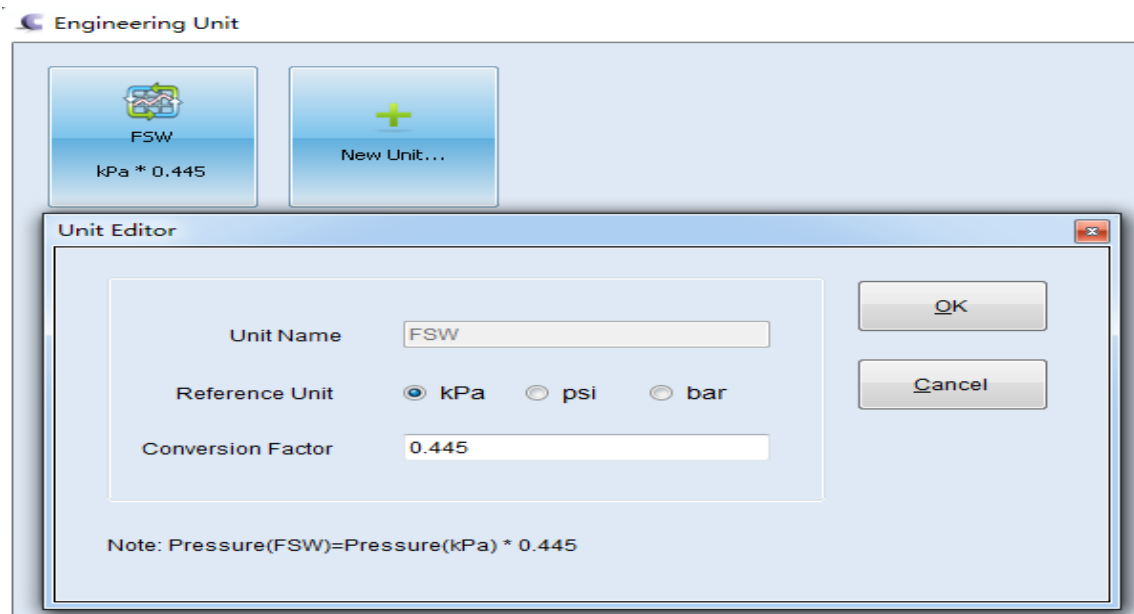 Engineering Unit
FSW
kPa * 0.445
New Unit...
Unit Editor
Unit Name FSW
OK
Reference Unit kPa psi bar
Cancel
Conversion Factor 0.445
Note: Pressure(FSW)=Pressure(kPa) * 0.445